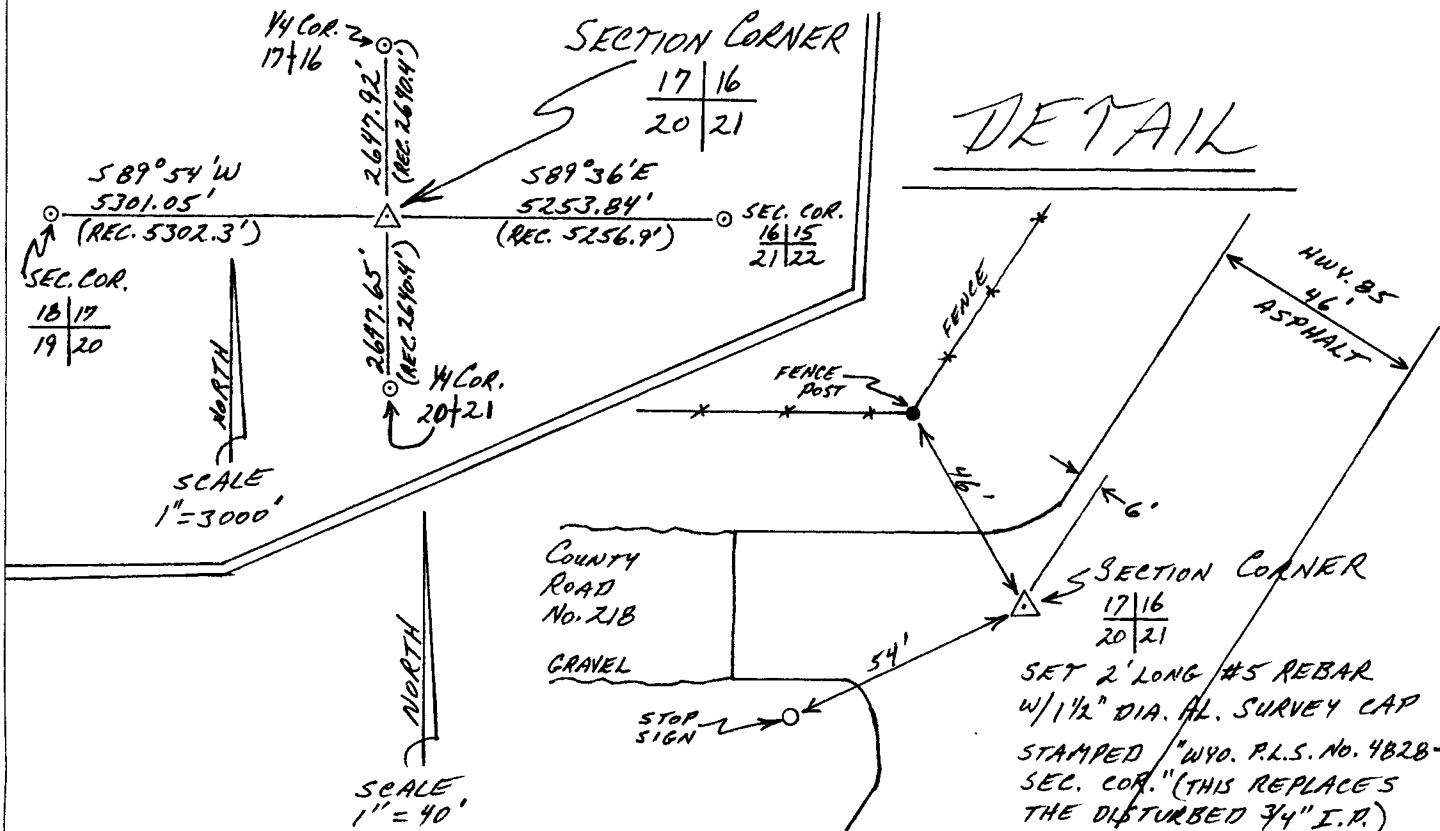 1/4 COR.
17 16
SECTION CORNER
17 16
20 21
2647.92'
(REC. 2640.4')
S89°54'W
5301.05'
(REC. 5302.3')
S89°36'E
5253.84'
(REC. 5256.9')
SEC. COR.
16 15
21 22
SEC. COR.
18 17
19 20
2647.65'
(REC. 2640.4')
1/4 COR.
20 21
NORTH
SCALE
1"=3000'
DETAIL
HWY. 85
46'
ASPHALT
FENCE
FENCE
POST
46'
6'
COUNTY
ROAD
No. 218
GRAVEL
54'
STOP
SIGN
NORTH
SCALE
1" = 40'
SECTION CORNER
17 16
20 21
SET 2' LONG #5 REBAR
W/1 1/2" DIA. AL. SURVEY CAP
STAMPED "WYO. P.L.S. No. 4828-
SEC. COR." (THIS REPLACES
THE DISTURBED 3/4" I.P.)